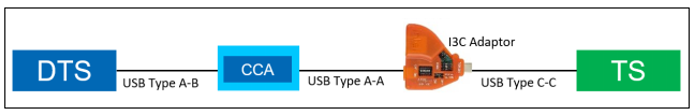 DTS
USB Type A-B
CCA
USB Type A-A
I3C Adaptor
USB Type C-C
TS